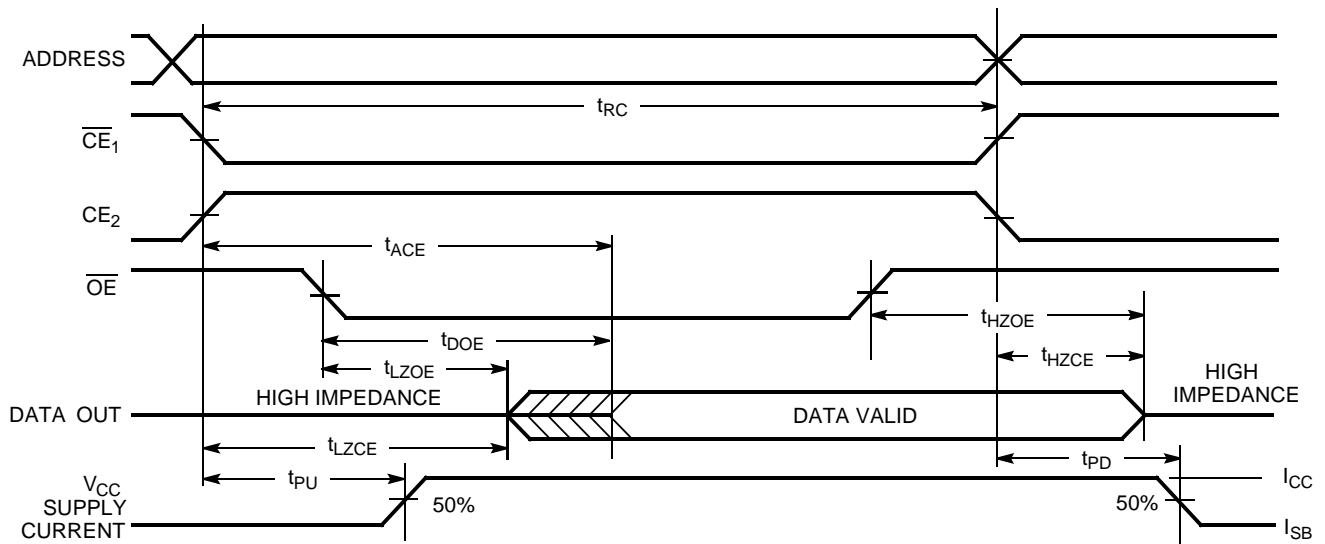 ADDRESS
tRC
CE1
CE2
tACE
OE
tHZOE
tDOE
tHZCE
tLZOE
HIGH
IMPEDANCE
HIGH IMPEDANCE
DATA OUT
DATA VALID
tLZCE
tPD
tPU
VCC
SUPPLY
CURRENT
50%
50%
ICC
ISB